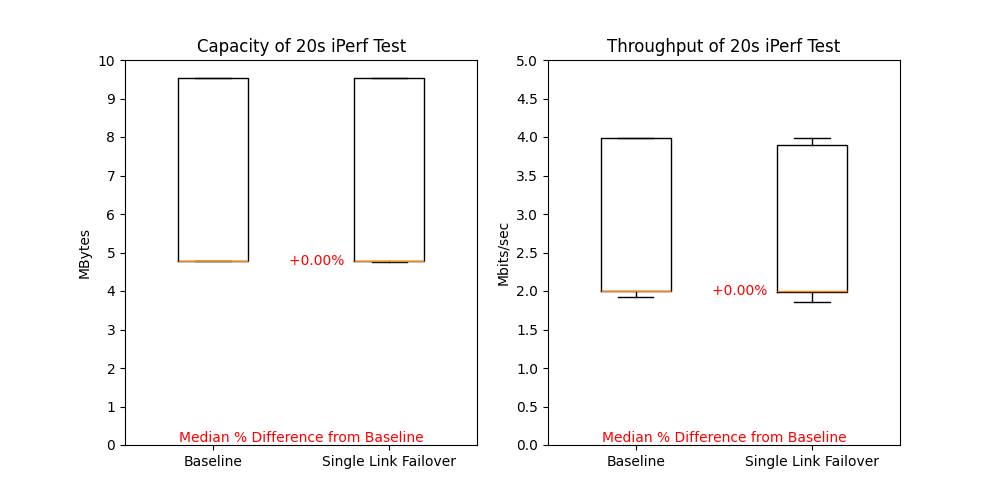 Capacity of 20s iPerf Test
10
9
8
7
6
5
4
3
2
1
0
MBytes
+0.00%
Median % Difference from Baseline
Baseline
Single Link Failover
Throughput of 20s iPerf Test
5.0
4.5
4.0
3.5
3.0
2.5
2.0
1.5
1.0
0.5
0.0
Mbits/sec
+0.00%
Median % Difference from Baseline
Baseline
Single Link Failover